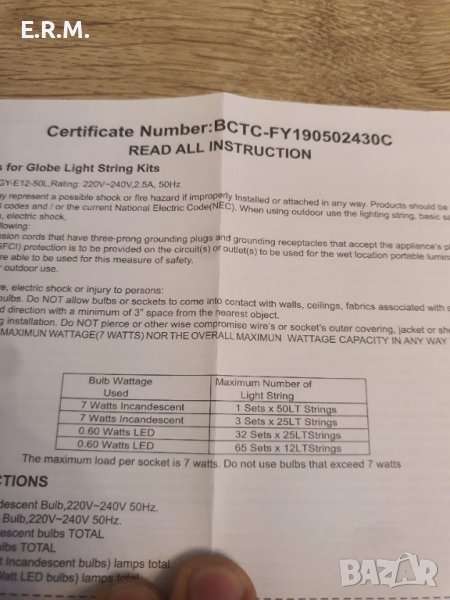 E.R.M.
Certificate Number:BCTC-FY190502430C
READ ALL INSTRUCTION
s for Globe Light String Kits
GY-E12-50L,Rating: 220V~240V,2.5A, 50Hz
y represent a possible shock or fire hazard if improperly Installed or attached in any way. Products should be
l codes and / or the current National Electric Code(NEC). When using outdoor use the lighting string, basic sa
, electric shock,
llowing:
nsion cords that have three-prong grounding plugs and grounding receptacles that accept the appliance's pl
GFCI) protection is to be provided on the circuit(s) or outlet(s) to be used for the wet location portable lumina
re able to be used for this measure of safety.
r outdoor use.
re, electric shock or injury to persons:
bulbs. Do NOT allow bulbs or sockets to come into contact with walls, ceilings, fabrics associated with s
d direction with a minimum of 3" space from the nearest object.
g installation. Do NOT pierce or other wise compromise wire's or socket's outer covering, jacket or she
MAXIMUN WATTAGE(7 WATTS) NOR THE OVERALL MAXIMUN WATTAGE CAPACITY IN ANY WAY
Bulb Wattage Used Maximum Number of Light String
7 Watts Incandescent 1 Sets x 50LT Strings
7 Watts Incandescent 3 Sets x 25LT Strings
0.60 Watts LED 32 Sets x 25LTStrings
0.60 Watts LED 65 Sets x 12LTStrings
The maximum load per socket is 7 watts. Do not use bulbs that exceed 7 watts
CTIONS
ndescent Bulb,220V~240V 50Hz.
Bulb,220V~240V 50Hz.
descent bulbs TOTAL
ulbs TOTAL
t Incandescent bulbs) lamps total.
Watt LED bulbs) lamps total
BAZAR